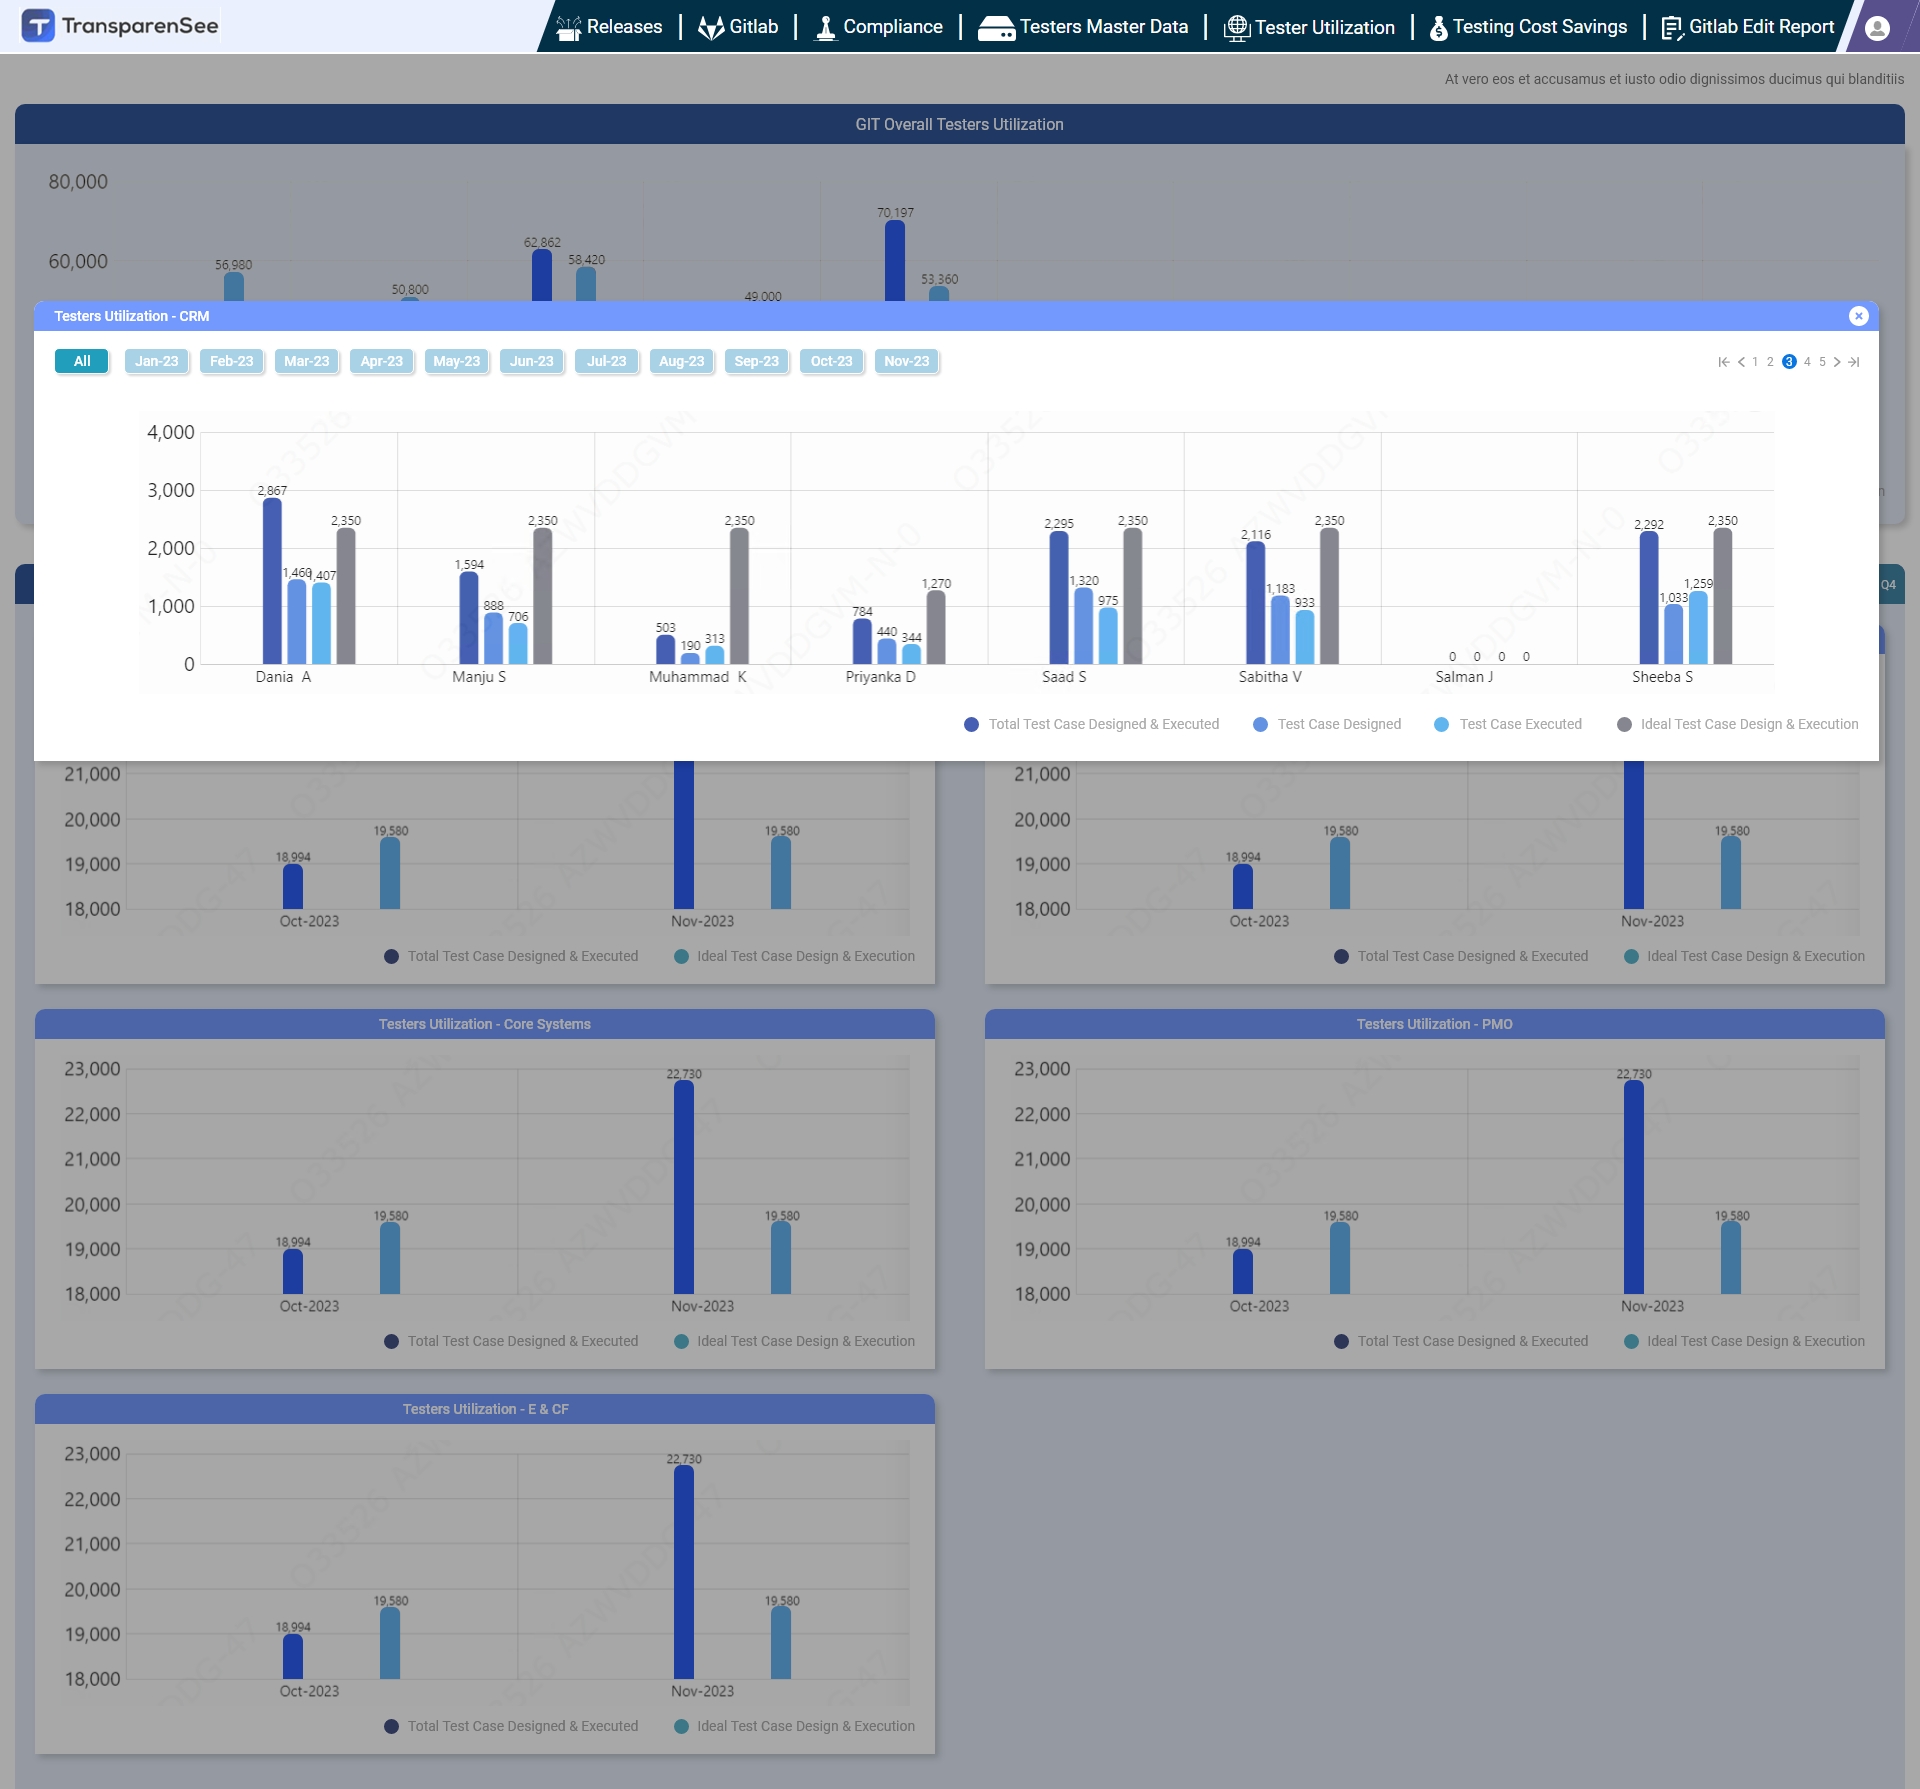 TransparenSee
Releases | Gitlab | Compliance | Testers Master Data | Tester Utilization | Testing Cost Savings | Gitlab Edit Report
At vero eos et accusamus et iusto odio dignissimos ducimus qui blanditiis
GIT Overall Testers Utilization
80,000
70,197
62,862
60,000
56,980
58,420
53,360
50,800
49,000
Testers Utilization - CRM
All Jan-23 Feb-23 Mar-23 Apr-23 May-23 Jun-23 Jul-23 Aug-23 Sep-23 Oct-23 Nov-23
1 2 3 4 5
4,000
3,000
2,000
1,000
0
2,867 1,460 1,407 2,350
1,594 888 706 2,350
503 190 313 2,350
784 440 344 1,270
2,295 1,320 975 2,350
2,116 1,183 933 2,350
0 0 0 0
2,292 1,033 1,259 2,350
Dania A Manju S Muhammad K Priyanka D Saad S Sabitha V Salman J Sheeba S
Total Test Case Designed & Executed Test Case Designed Test Case Executed Ideal Test Case Design & Execution
Q4
21,000
20,000
19,000
18,000
18,994 19,580 19,580
Oct-2023 Nov-2023
Total Test Case Designed & Executed Ideal Test Case Design & Execution
21,000
20,000
19,000
18,000
18,994 19,580 19,580
Oct-2023 Nov-2023
Total Test Case Designed & Executed Ideal Test Case Design & Execution
Testers Utilization - Core Systems
23,000
22,000
21,000
20,000
19,000
18,000
18,994 19,580 22,730 19,580
Oct-2023 Nov-2023
Total Test Case Designed & Executed Ideal Test Case Design & Execution
Testers Utilization - PMO
23,000
22,000
21,000
20,000
19,000
18,000
18,994 19,580 22,730 19,580
Oct-2023 Nov-2023
Total Test Case Designed & Executed Ideal Test Case Design & Execution
Testers Utilization - E & CF
23,000
22,000
21,000
20,000
19,000
18,000
18,994 19,580 22,730 19,580
Oct-2023 Nov-2023
Total Test Case Designed & Executed Ideal Test Case Design & Execution